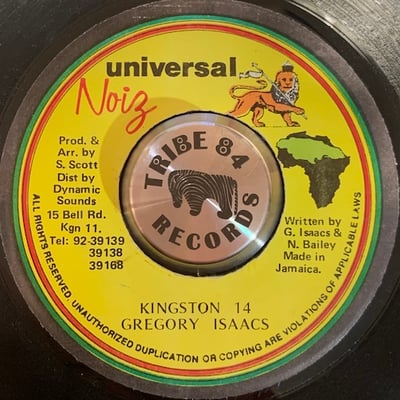 universal
Noiz
Prod. &
Arr. by
S. Scott
Dist by
Dynamic
Sounds
15 Bell Rd.
Kgn 11.
Tel: 92-39139
39138
39168
TRIBE 84
RECORDS
Written by
G. Isaacs &
N. Bailey
Made in
Jamaica.
KINGSTON 14
GREGORY ISAACS
ALL RIGHTS RESERVED. UNAUTHORIZED DUPLICATION OR COPYING ARE VIOLATIONS OF APPLICABLE LAWS